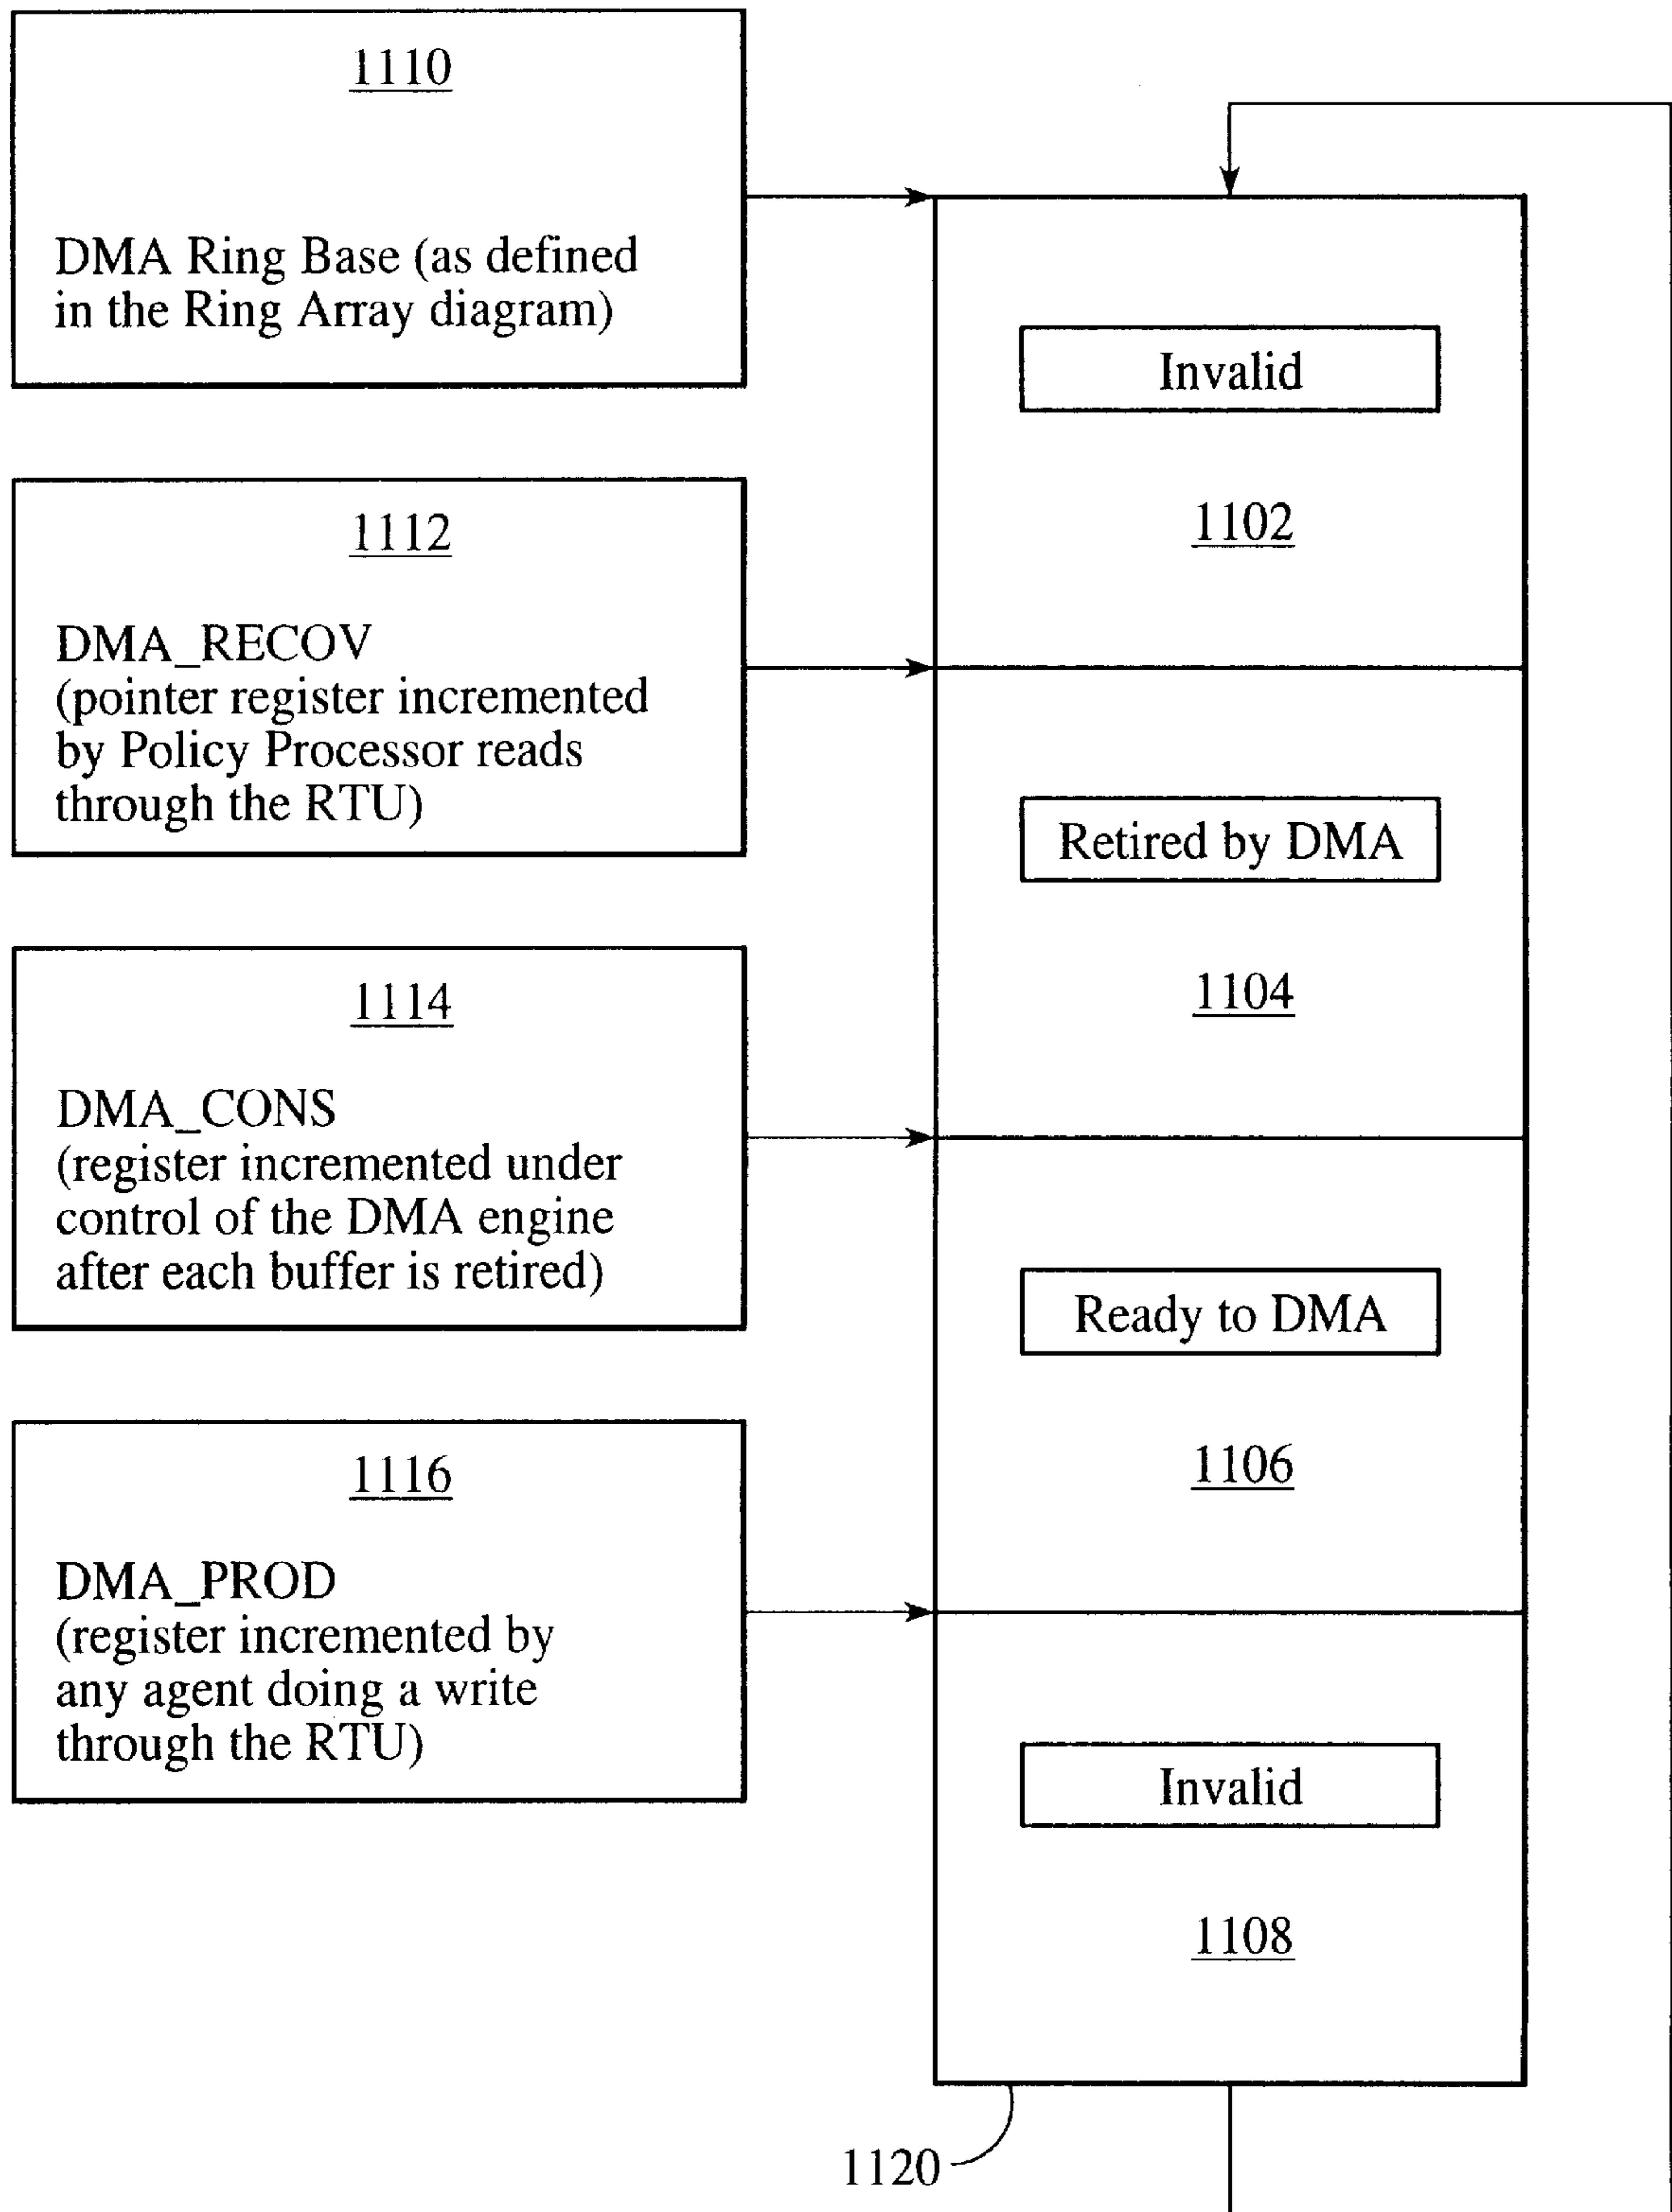 1110
DMA Ring Base (as defined
in the Ring Array diagram)
Invalid
1102
1112
DMA_RECOV
(pointer register incremented
by Policy Processor reads
through the RTU)
Retired by DMA
1104
1114
DMA_CONS
(register incremented under
control of the DMA engine
after each buffer is retired)
Ready to DMA
1106
1116
DMA_PROD
(register incremented by
any agent doing a write
through the RTU)
Invalid
1108
1120